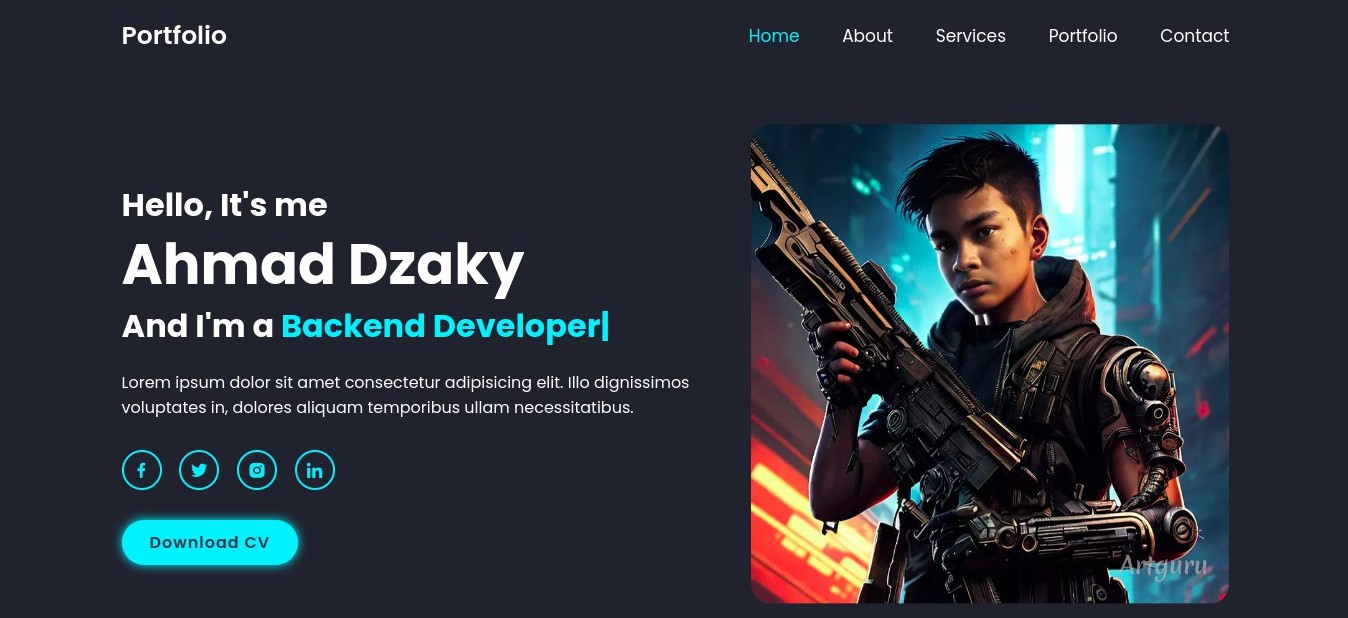 Portfolio
Home About Services Portfolio Contact
Hello, It's me
Ahmad Dzaky
And I'm a Backend Developer|
Lorem ipsum dolor sit amet consectetur adipisicing elit. Illo dignissimos
voluptates in, dolores aliquam temporibus ullam necessitatibus.
Download CV
Artguru